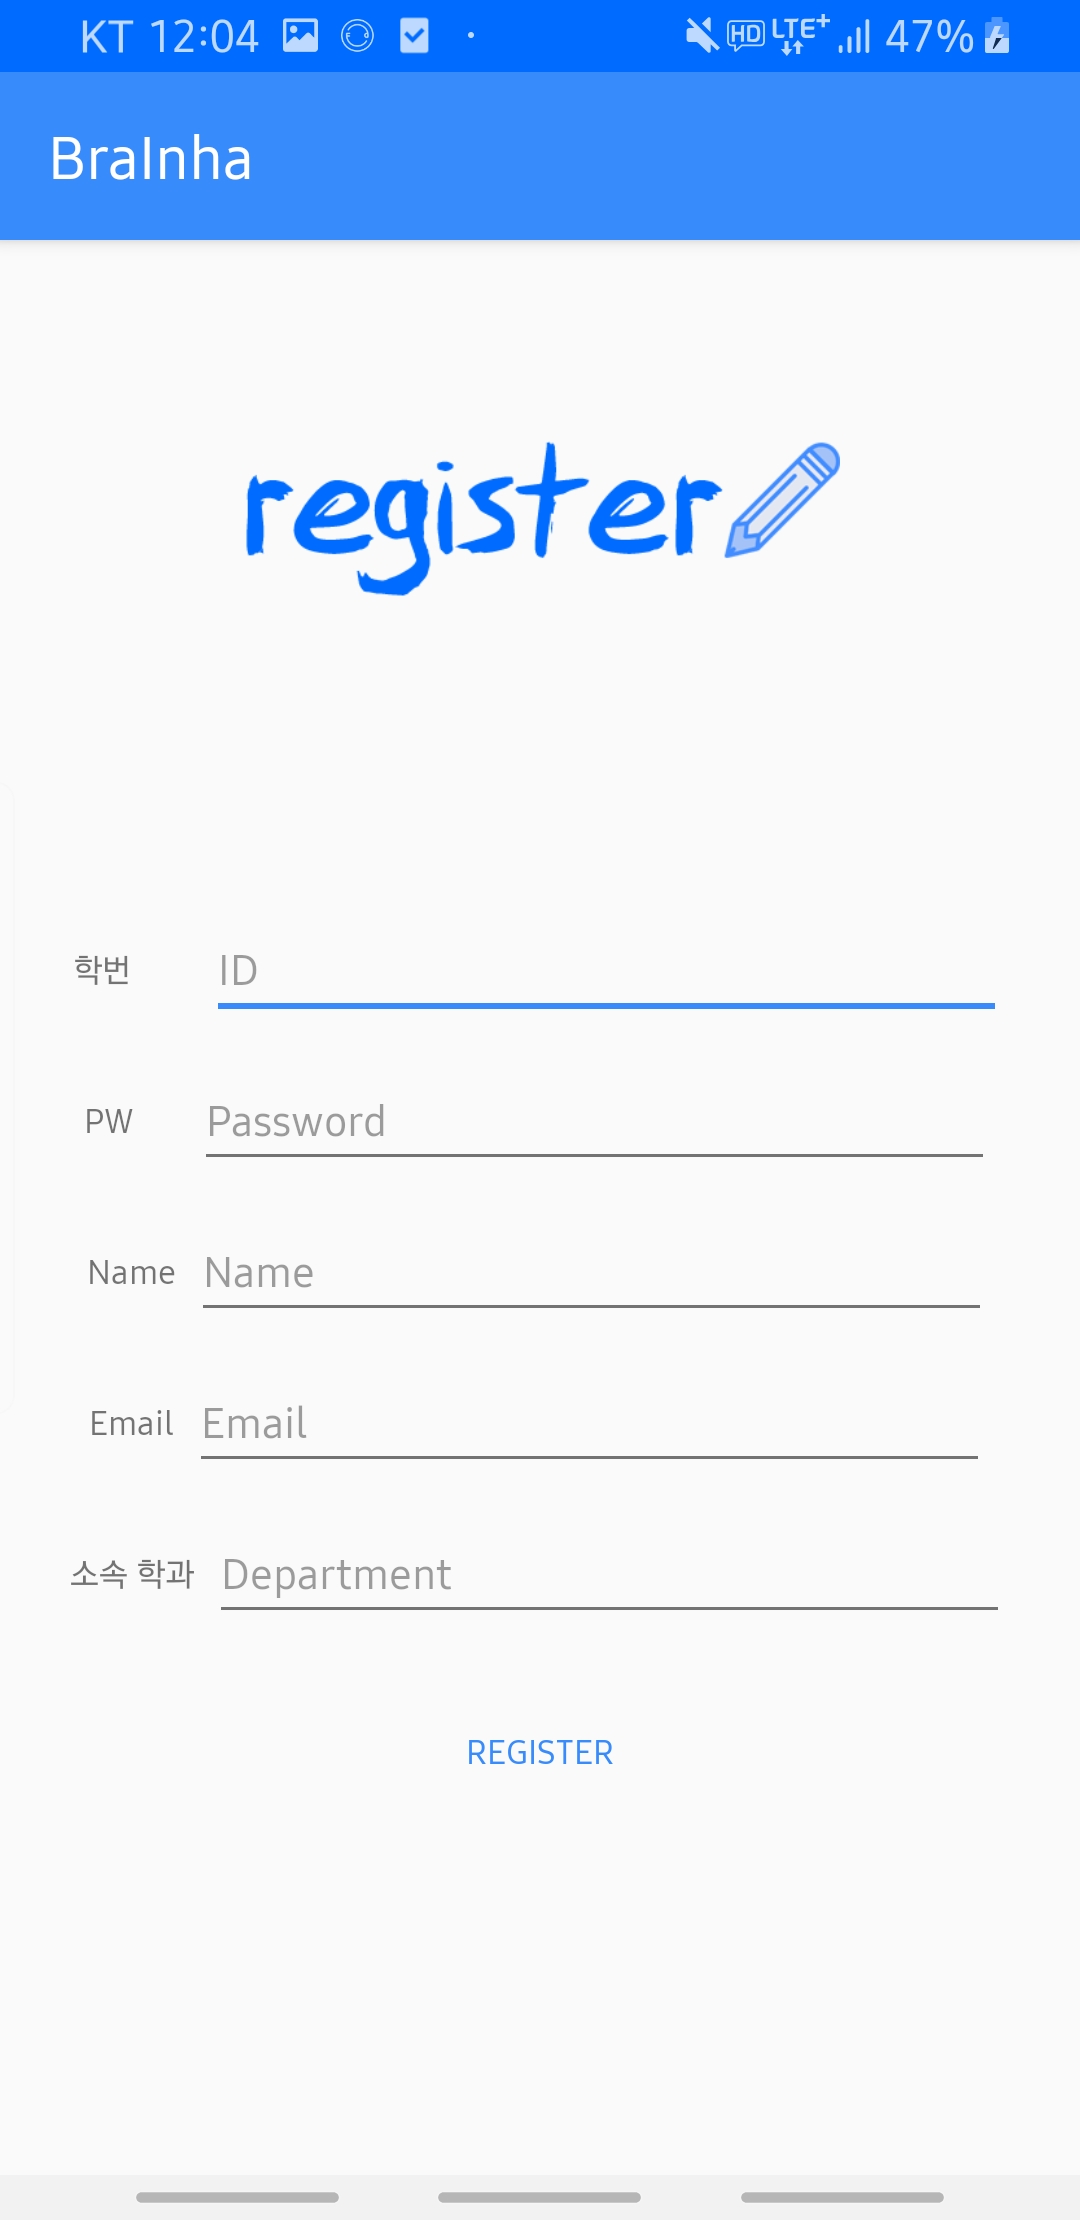 KT 12:04 HD LTE+ 47%
BraInha
register
학번 ID
PW Password
Name Name
Email Email
소속 학과 Department
REGISTER